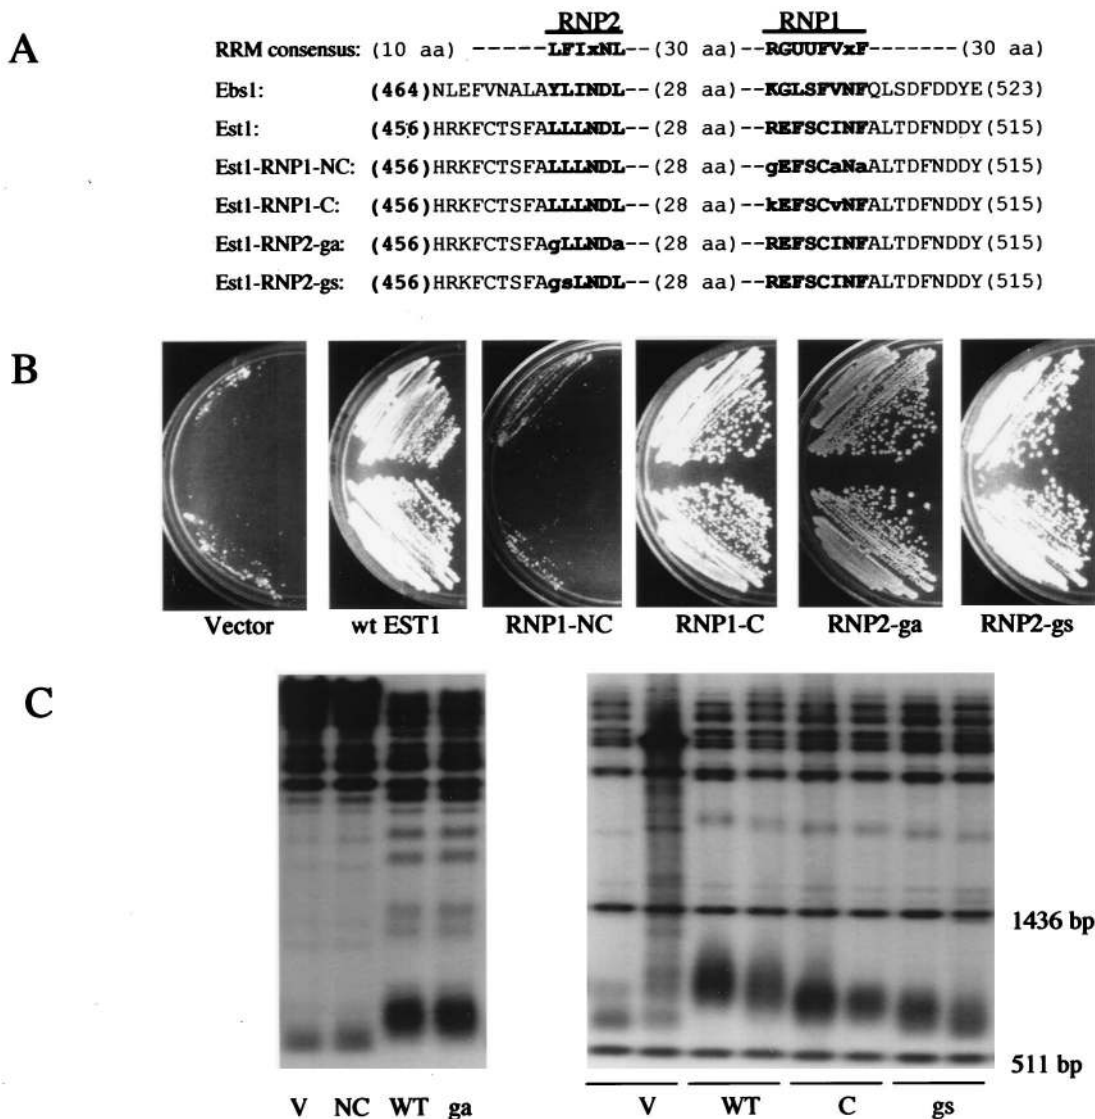 A
RNP2 RNP1
RRM consensus: (10 aa) -----LFIxNL--(30 aa)--RGUUFVxF-------(30 aa)
Ebs1: (464)NLEFVNALAYLINDL--(28 aa)--KGLSFVNFQLSDFDDYE(523)
Est1: (456)HRKFCTSFALLLNDL--(28 aa)--REFSCINFALTDFNDDY(515)
Est1-RNP1-NC: (456)HRKFCTSFALLLNDL--(28 aa)--gEFSCaNaALTDFNDDY(515)
Est1-RNP1-C: (456)HRKFCTSFALLLNDL--(28 aa)--kEFSCvNFALTDFNDDY(515)
Est1-RNP2-ga: (456)HRKFCTSFAgLLNDa--(28 aa)--REFSCINFALTDFNDDY(515)
Est1-RNP2-gs: (456)HRKFCTSFAgsLNDL--(28 aa)--REFSCINFALTDFNDDY(515)
B
Vector wt EST1 RNP1-NC RNP1-C RNP2-ga RNP2-gs
C
1436 bp
511 bp
V NC WT ga V WT C gs